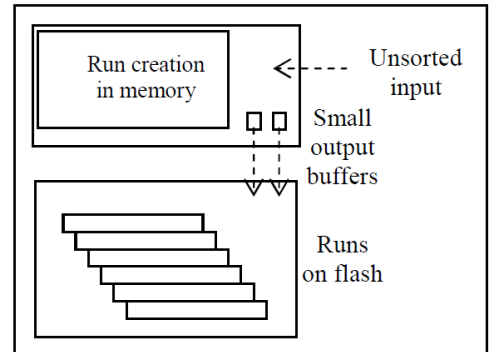 Run creation
in memory
Unsorted
input
Small
output
buffers
Runs
on flash